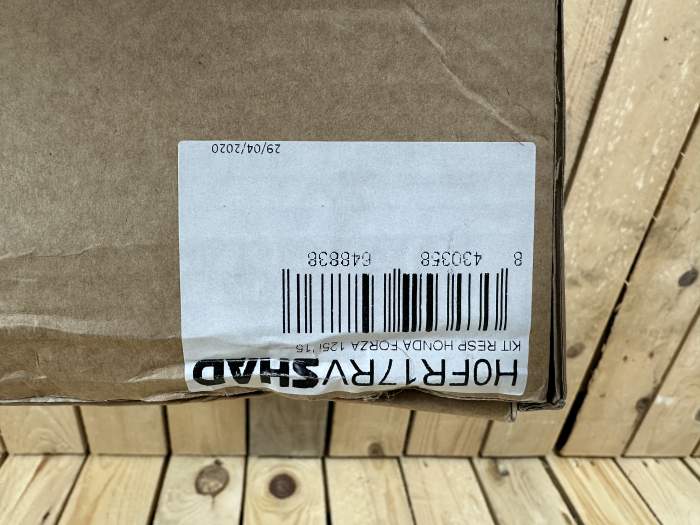 H0FR17RV SHAD
KIT RESP HONDA FORZA 125i '15
8 430358 648838
29/04/2020